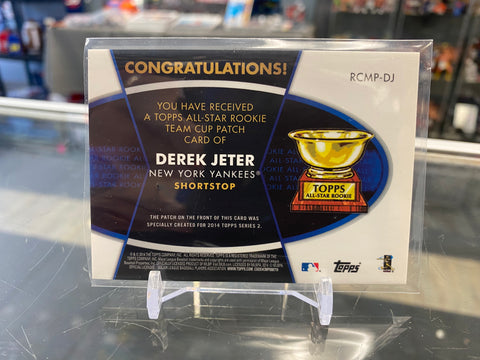 CONGRATULATIONS!
RCMP-DJ
YOU HAVE RECEIVED
A TOPPS ALL-STAR ROOKIE
TEAM CUP PATCH
CARD OF
DEREK JETER
NEW YORK YANKEES®
SHORTSTOP
TOPPS
ALL-STAR ROOKIE
THE PATCH ON THE FRONT OF THIS CARD WAS
SPECIALLY CREATED FOR 2014 TOPPS SERIES 2.
Topps